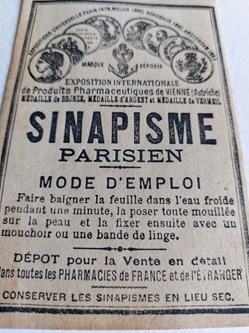 MARQUE DÉPOSÉE
EXPOSITION INTERNATIONALE
de Produits Pharmaceutiques de VIENNE (Autriche)
MÉDAILLE de BRONZE, MÉDAILLE d'ARGENT et MÉDAILLE de VERMEIL
SINAPISME
PARISIEN
MODE D'EMPLOI
Faire baigner la feuille dans l'eau froide
pendant une minute, la poser toute mouillée
sur la peau et la fixer ensuite avec un
mouchoir ou une bande de linge.
DÉPOT pour la Vente en détail
dans toutes les PHARMACIES de FRANCE et de l'ÉTRANGER
CONSERVER LES SINAPISMES EN LIEU SEC.